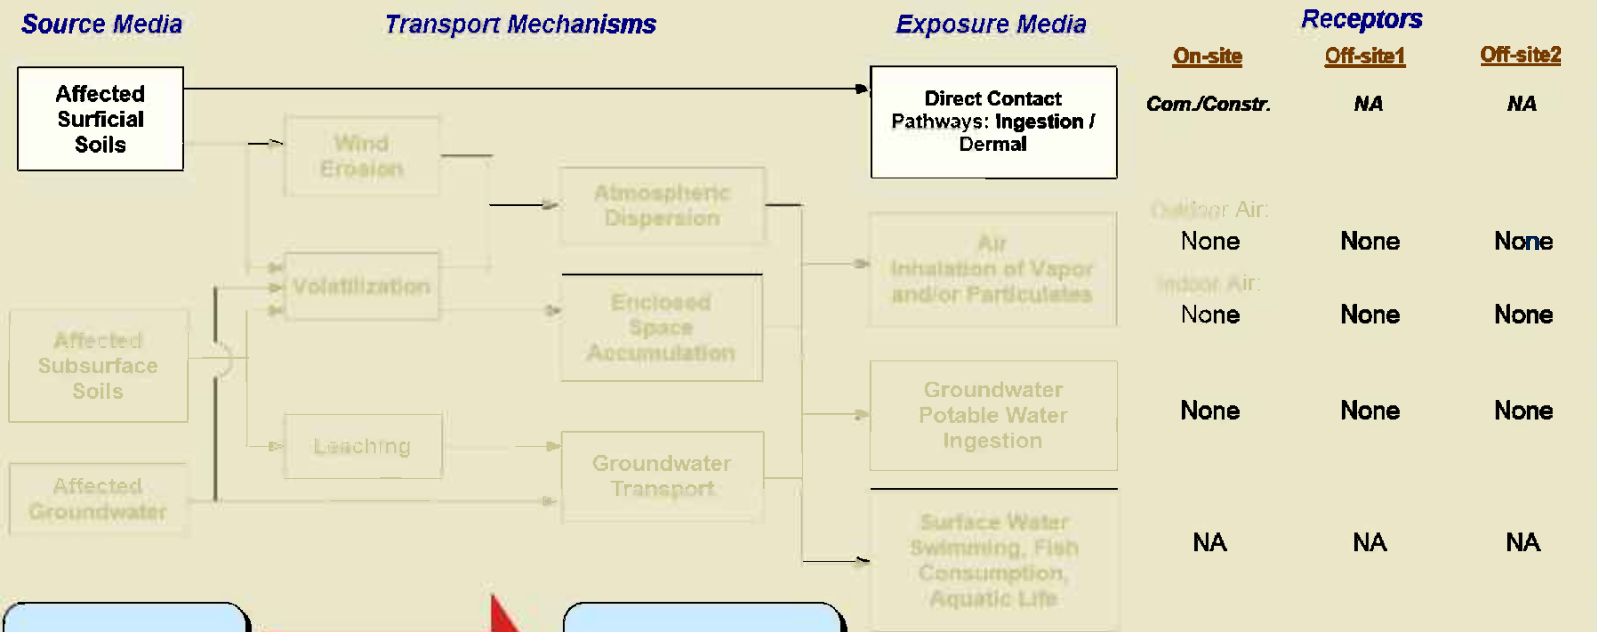 Source Media
Transport Mechanisms
Exposure Media
Receptors
On-site
Off-site1
Off-site2
Affected
Surficial
Soils
Direct Contact
Pathways: Ingestion /
Dermal
Com./Constr.
NA
NA
Wind
Erosion
Atmospheric
Dispersion
Outdoor Air:
Air
Inhalation of Vapor
and/or Particulates
None
None
None
Volatilization
Indoor Air:
Enclosed
Space
Accumulation
None
None
None
Affected
Subsurface
Soils
Groundwater
Potable Water
Ingestion
None
None
None
Leaching
Groundwater
Transport
Affected
Groundwater
Surface Water
Swimming, Fish
Consumption,
Aquatic Life
NA
NA
NA